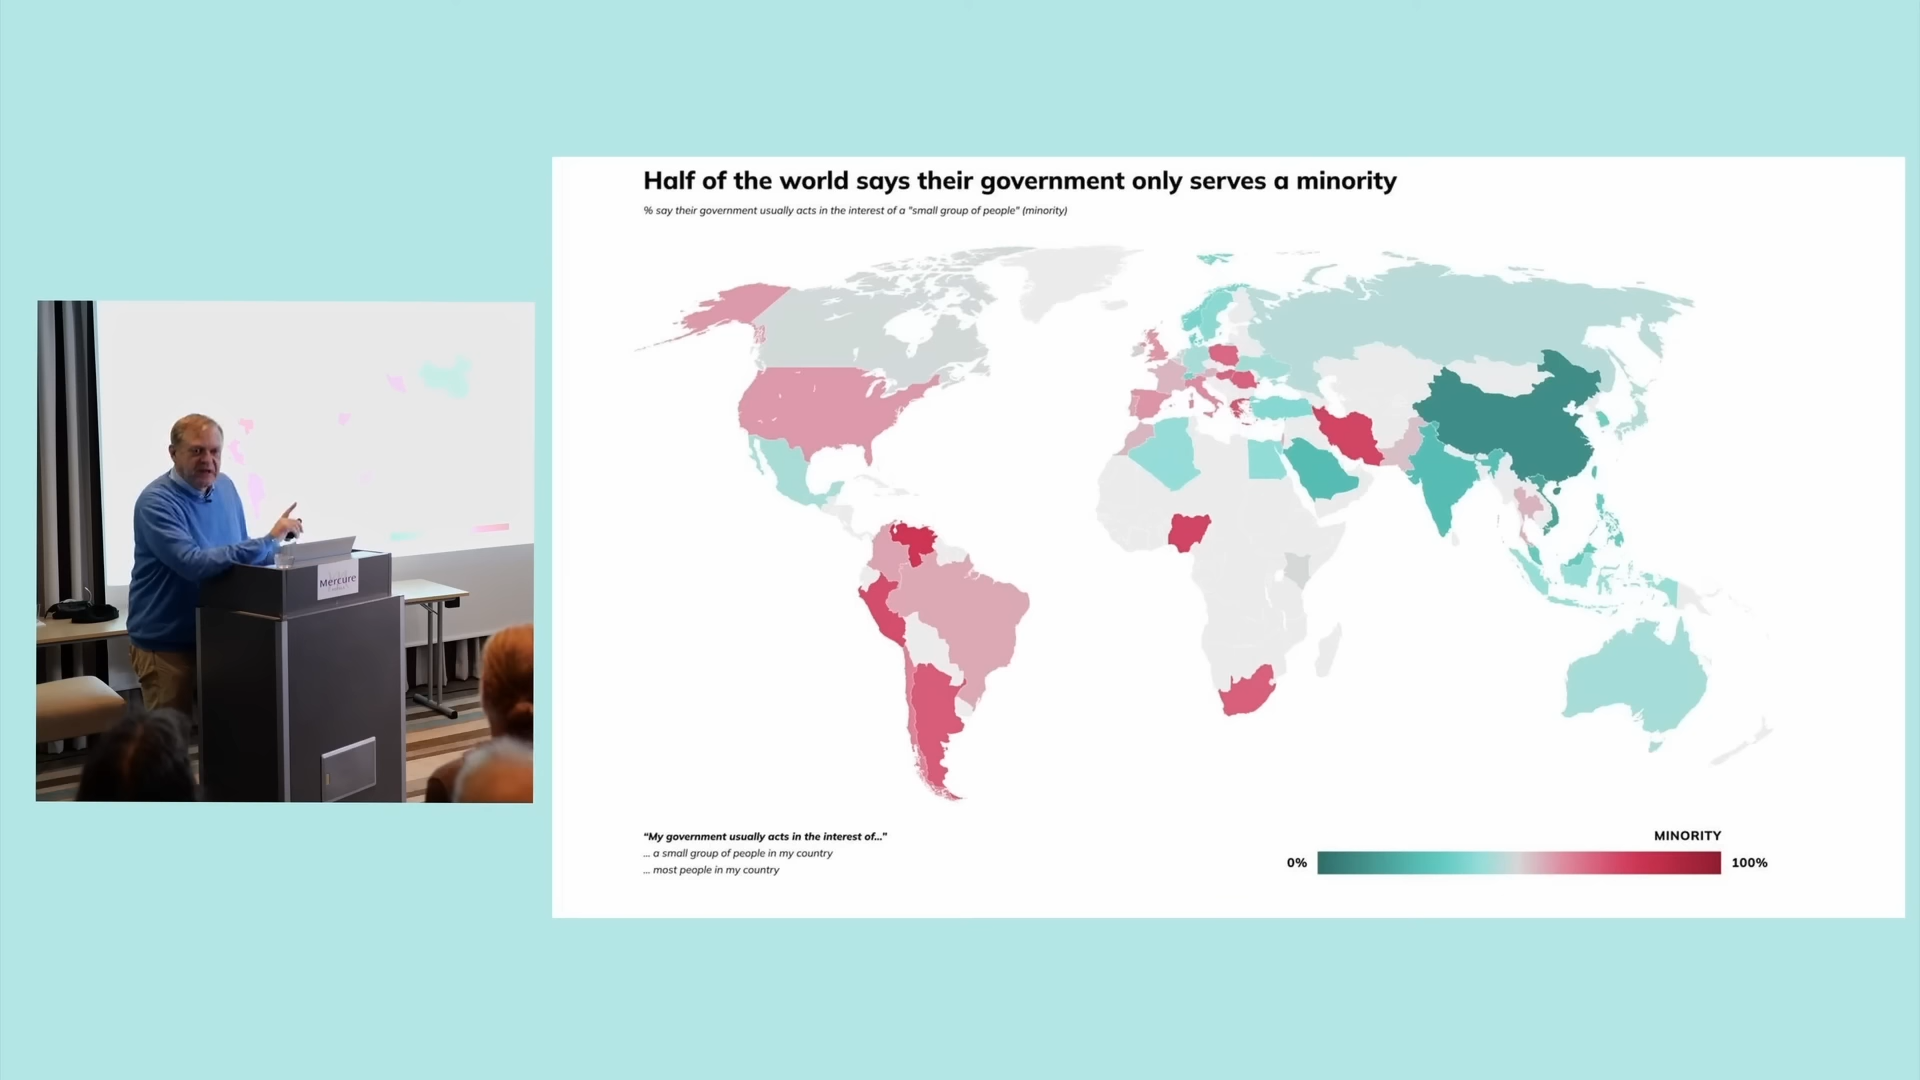 Half of the world says their government only serves a minority
% say their government usually acts in the interest of a "small group of people" (minority)
Mercure
"My government usually acts in the interest of..."
... a small group of people in my country
... most people in my country
MINORITY
0%
100%